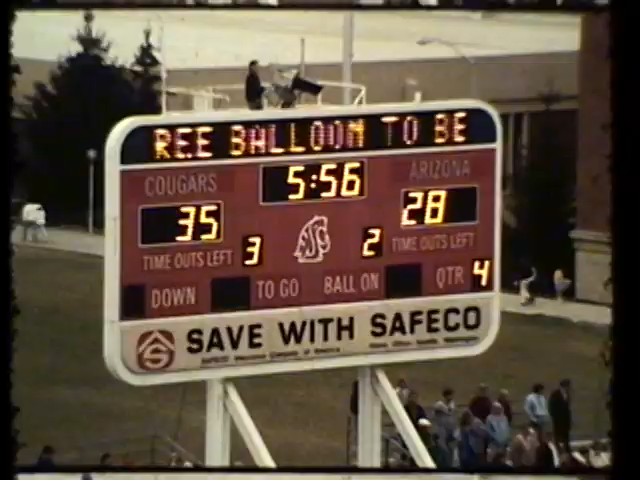 REE BALLOON TO BE
COUGARS 5:56 ARIZONA
35 28
TIME OUTS LEFT 3 2 TIME OUTS LEFT
DOWN TO GO BALL ON QTR 4
SAVE WITH SAFECO